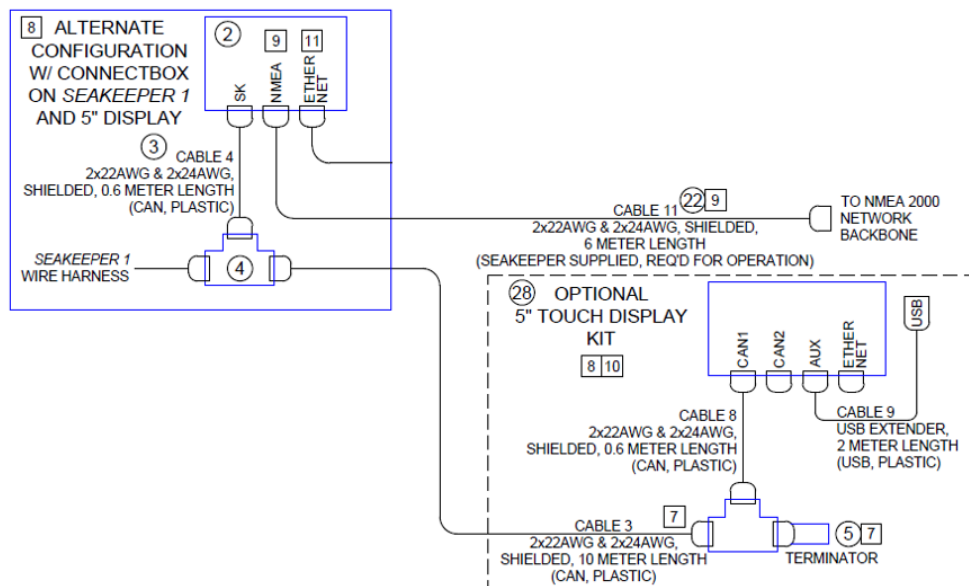 8 ALTERNATE
CONFIGURATION
W/ CONNECTBOX
ON SEAKEEPER 1
AND 5" DISPLAY
2
9
11
SK
NMEA
ETHER
NET
3
CABLE 4
2x22AWG & 2x24AWG,
SHIELDED, 0.6 METER LENGTH
(CAN, PLASTIC)
SEAKEEPER 1
WIRE HARNESS
4
22 9
CABLE 11
2x22AWG & 2x24AWG, SHIELDED,
6 METER LENGTH
(SEAKEEPER SUPPLIED, REQ'D FOR OPERATION)
TO NMEA 2000
NETWORK
BACKBONE
28 OPTIONAL
5" TOUCH DISPLAY
KIT
8 10
CAN1
CAN2
AUX
ETHER
NET
USB
CABLE 8
2x22AWG & 2x24AWG,
SHIELDED, 0.6 METER LENGTH
(CAN, PLASTIC)
CABLE 9
USB EXTENDER,
2 METER LENGTH
(USB, PLASTIC)
7
CABLE 3
2x22AWG & 2x24AWG,
SHIELDED, 10 METER LENGTH
(CAN, PLASTIC)
5 7
TERMINATOR